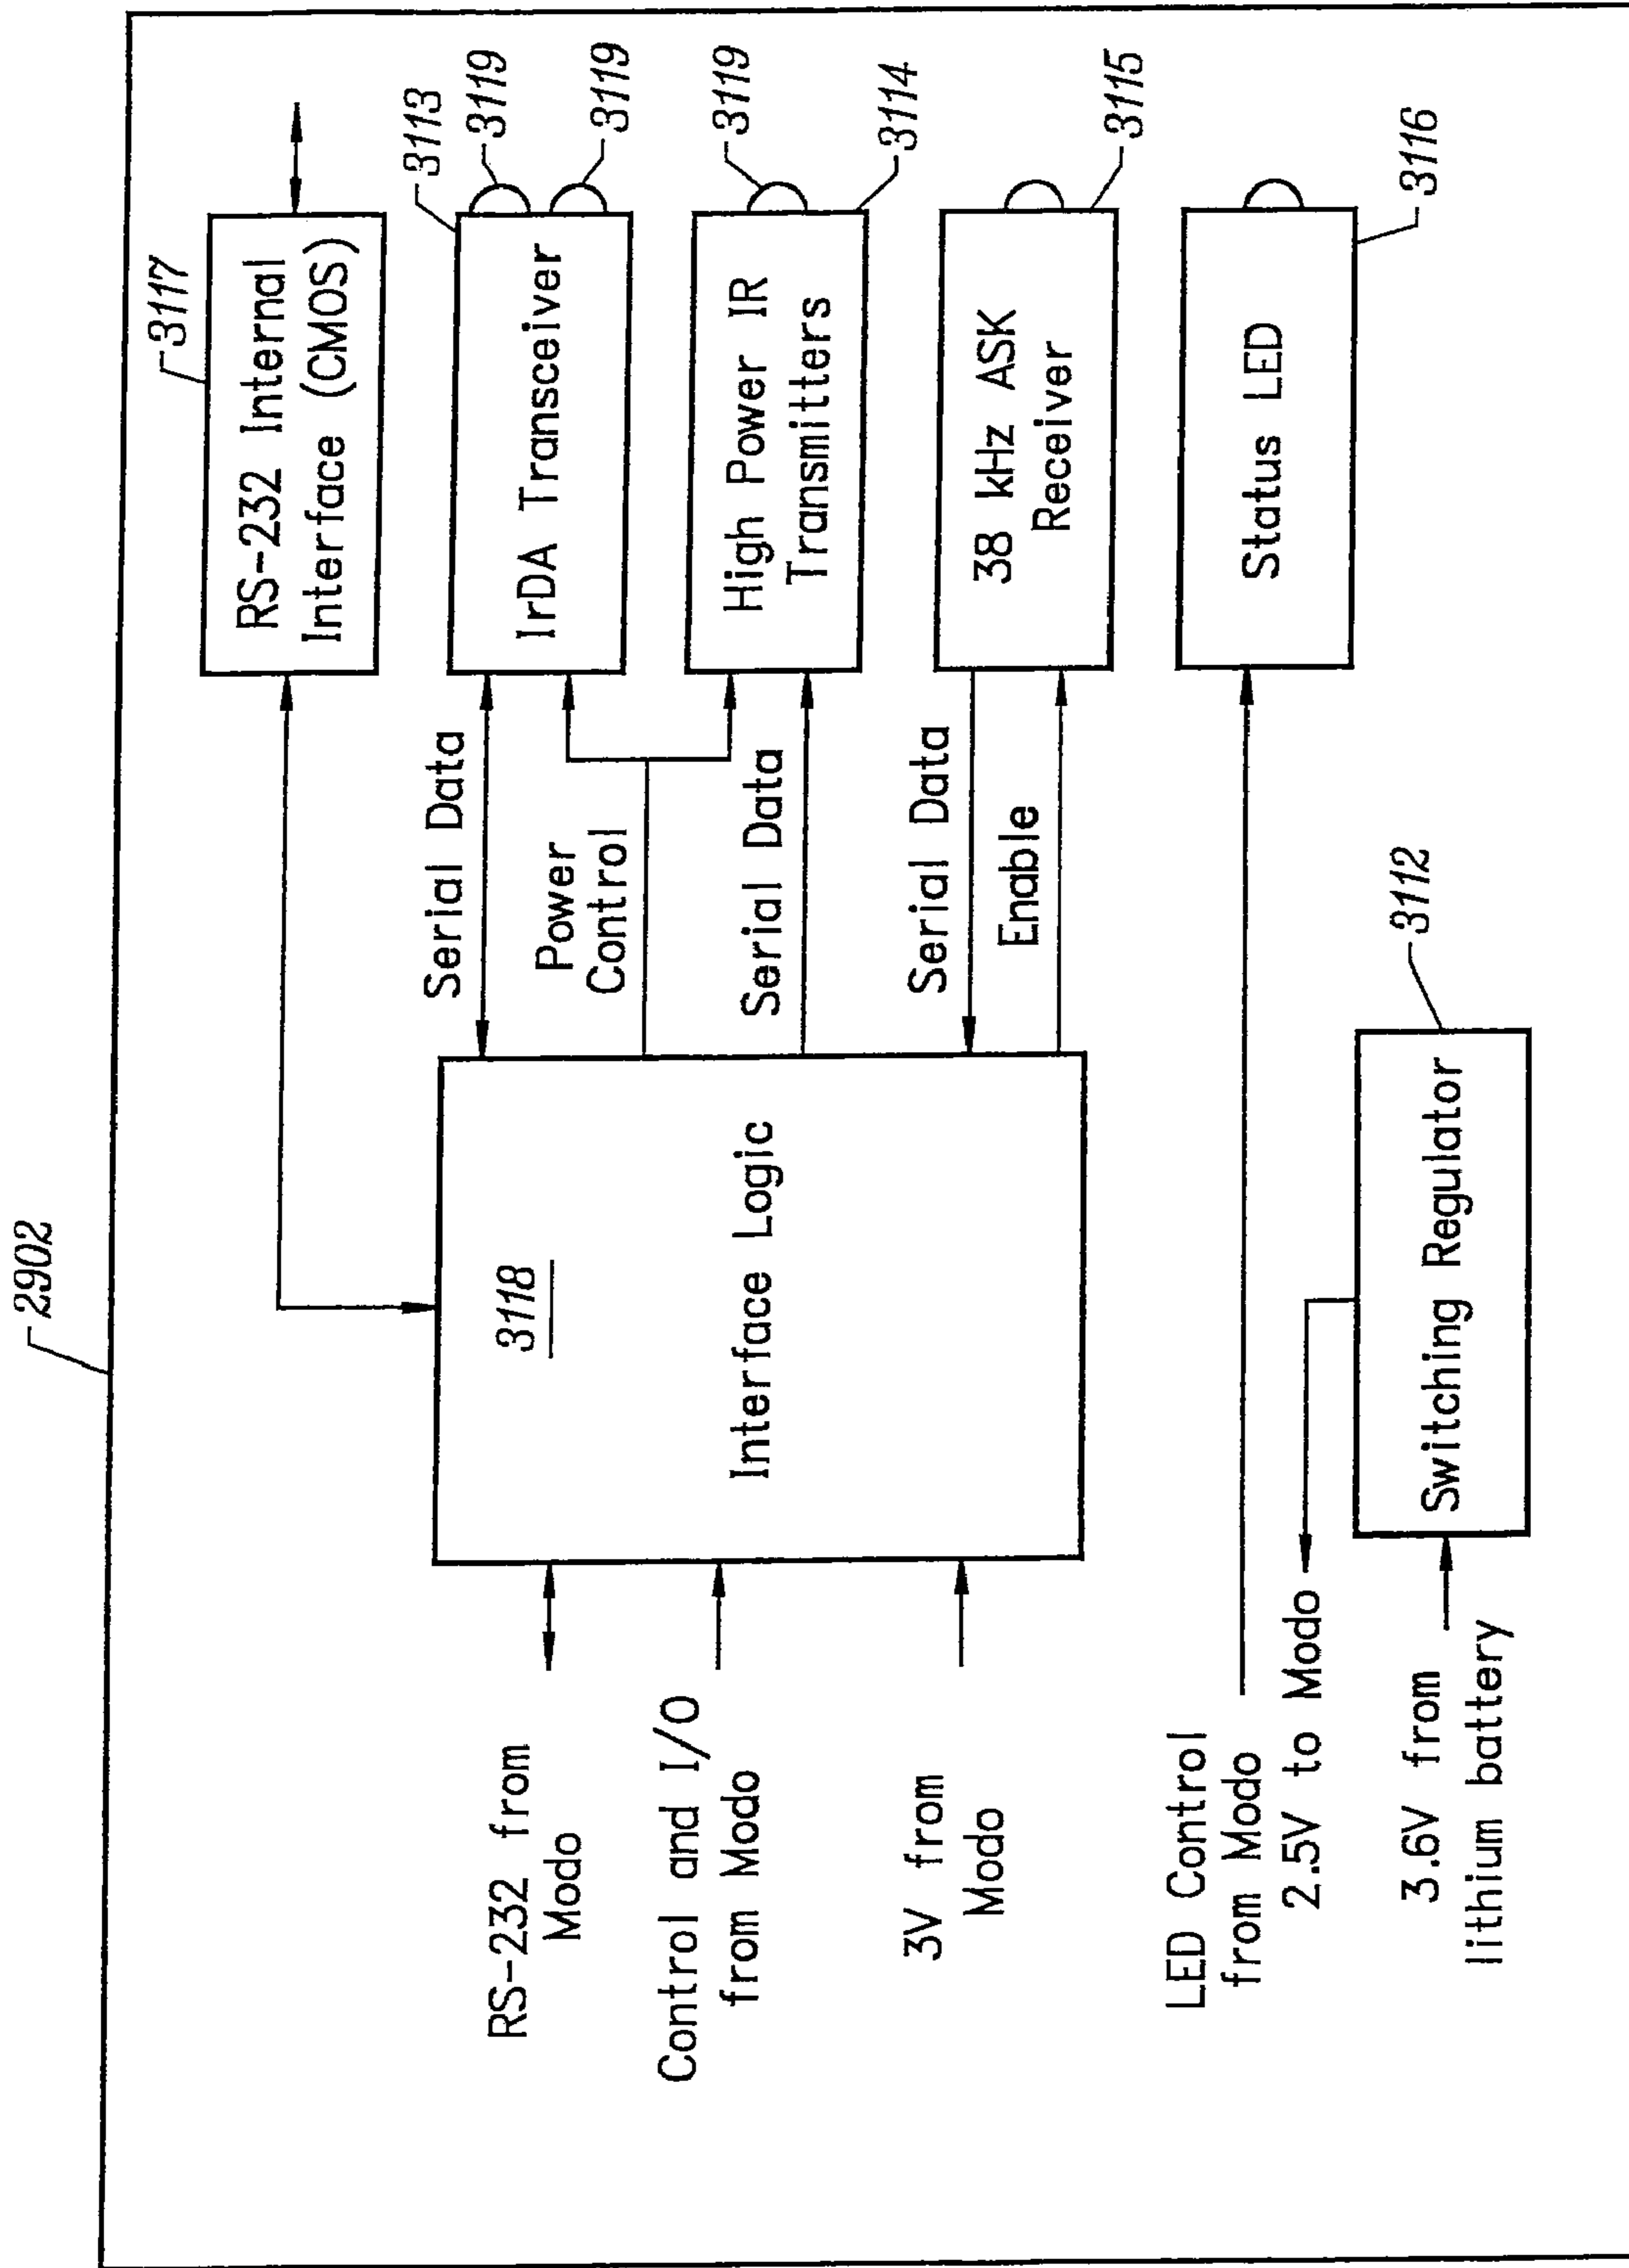 2902
3117
RS-232 Internal
Interface (CMOS)
3113
3119
3119
IrDA Transceiver
Serial Data
Power
Control
3119
3114
High Power IR
Transmitters
Serial Data
3115
38 kHz ASK
Receiver
Serial Data
Enable
3116
Status LED
3118
Interface Logic
3112
Switching Regulator
RS-232 from
Modo
Control and I/O
from Modo
3V from
Modo
LED Control
from Modo
2.5V to Modo
3.6V from
lithium battery